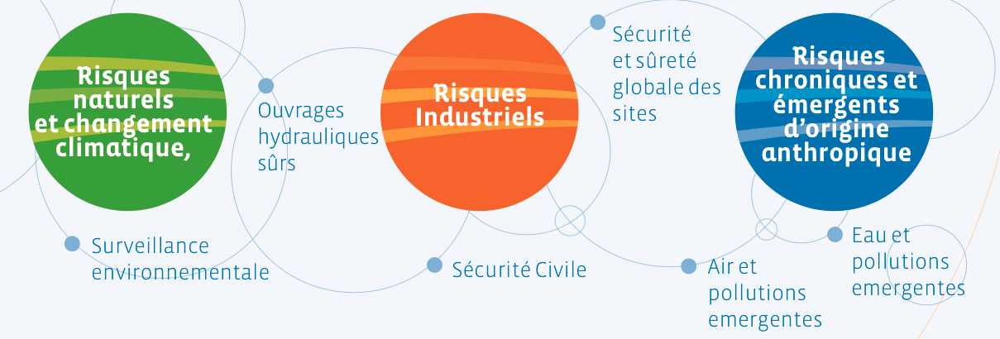 Risques
naturels
et changement
climatique,
Ouvrages
hydrauliques
sûrs
Surveillance
environnementale
Risques
Industriels
Sécurité
et sûreté
globale des
sites
Sécurité Civile
Risques
chroniques et
émergents
d'origine
anthropique
Air et
pollutions
emergentes
Eau et
pollutions
emergentes